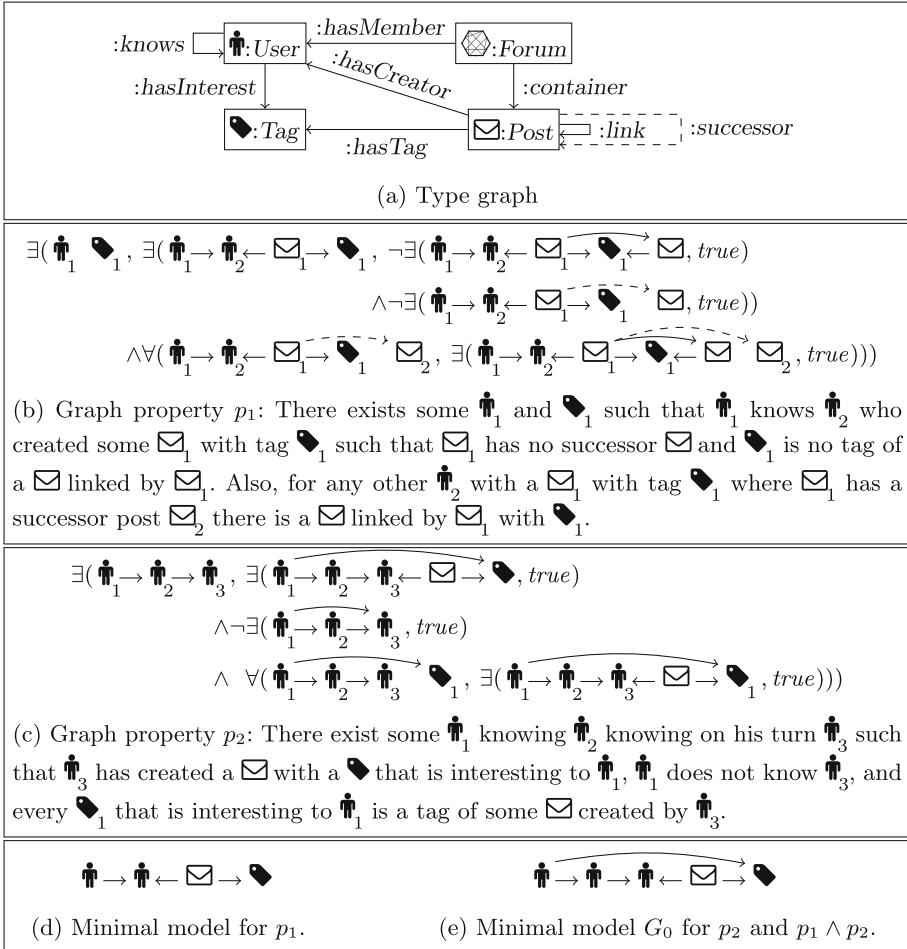 :knows
:User
:hasMember
:Forum
:hasCreator
:hasInterest
:container
:Tag
:hasTag
:Post
:link
:successor
(a) Type graph
∃( 1 1 , ∃( 1 → 2 ← 1 → 1 , ¬∃( 1 → 2 ← 1 → 1 ← , true)
∧¬∃( 1 → 2 ← 1 → 1 , true))
∧∀( 1 → 2 ← 1 → 1 2 , ∃( 1 → 2 ← 1 → 1 ← 2 , true)))
(b) Graph property p₁: There exists some 1 and 1 such that 1 knows 2 who
created some 1 with tag 1 such that 1 has no successor and 1 is no tag of
a linked by 1. Also, for any other 2 with a 1 with tag 1 where 1 has a
successor post 2 there is a linked by 1 with 1.
∃( 1 → 2 → 3 , ∃( 1 → 2 → 3 ← → , true)
∧¬∃( 1 → 2 → 3 , true)
∧ ∀( 1 → 2 → 3 1 , ∃( 1 → 2 → 3 ← → 1 , true)))
(c) Graph property p₂: There exist some 1 knowing 2 knowing on his turn 3 such
that 3 has created a with a that is interesting to 1, 1 does not know 3, and
every 1 that is interesting to 1 is a tag of some created by 3.
→ ← →
→ → ← →
(d) Minimal model for p₁.
(e) Minimal model G₀ for p₂ and p₁ ∧ p₂.